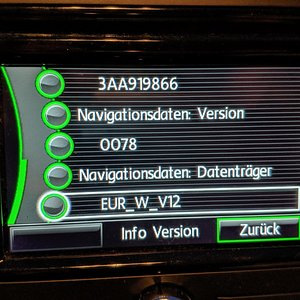 3AA919866
Navigationsdaten: Version
0078
Navigationsdaten: Datenträger
EUR_W_V12
Info Version
Zurück